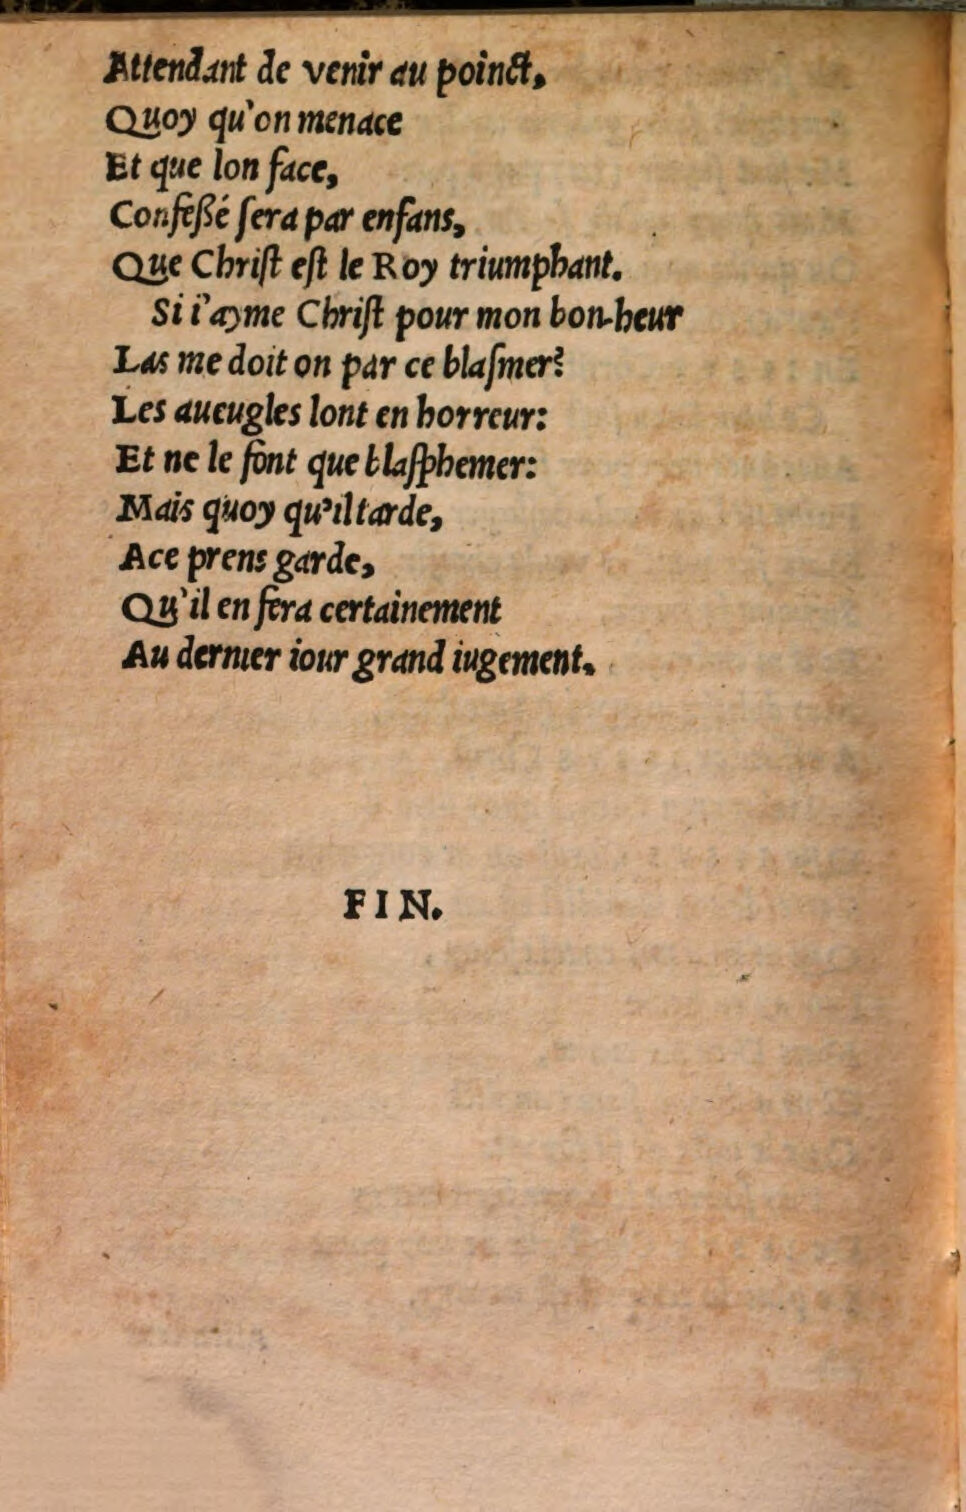 Attendant de venir au poinct,
Quoy qu'on menace
Et que lon face,
Confeßé ſera par enfans,
Que Chriſt eſt le Roy triumphant.
Si i'ayme Chriſt pour mon bon-heur
Las me doit on par ce blaſmer?
Les aueugles lont en horreur:
Et ne le font que blaſphemer:
Mais quoy qu'il tarde,
A ce prens garde,
Qu'il en fera certainement
Au dernier iour grand iugement.
FIN.